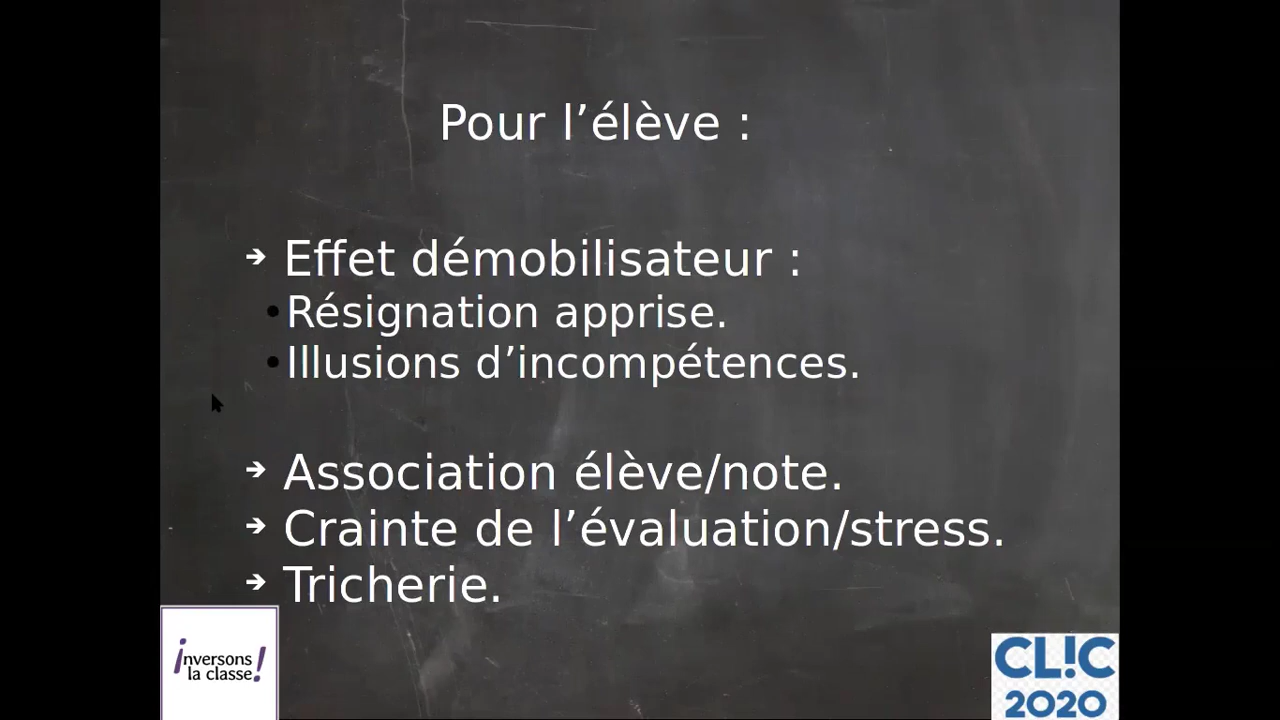 Pour l’élève :
➔ Effet démobilisateur :
•Résignation apprise.
•Illusions d’incompétences.
➔ Association élève/note.
➔ Crainte de l’évaluation/stress.
➔ Tricherie.
¡nversons
la classe!
CL!C
2020